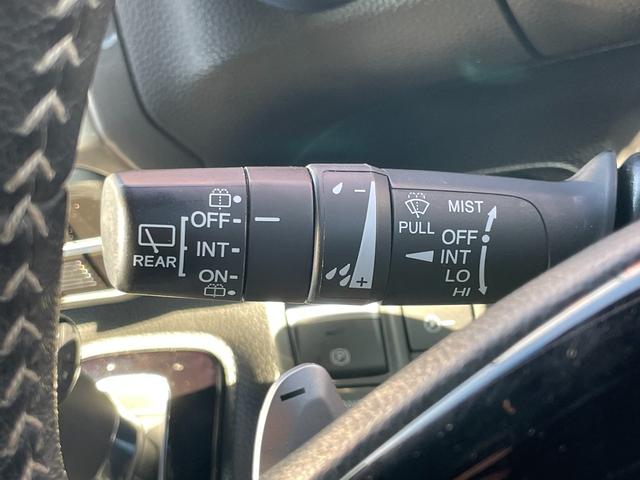 REAR
OFF
INT
ON
PULL
MIST
OFF
INT
LO
HI